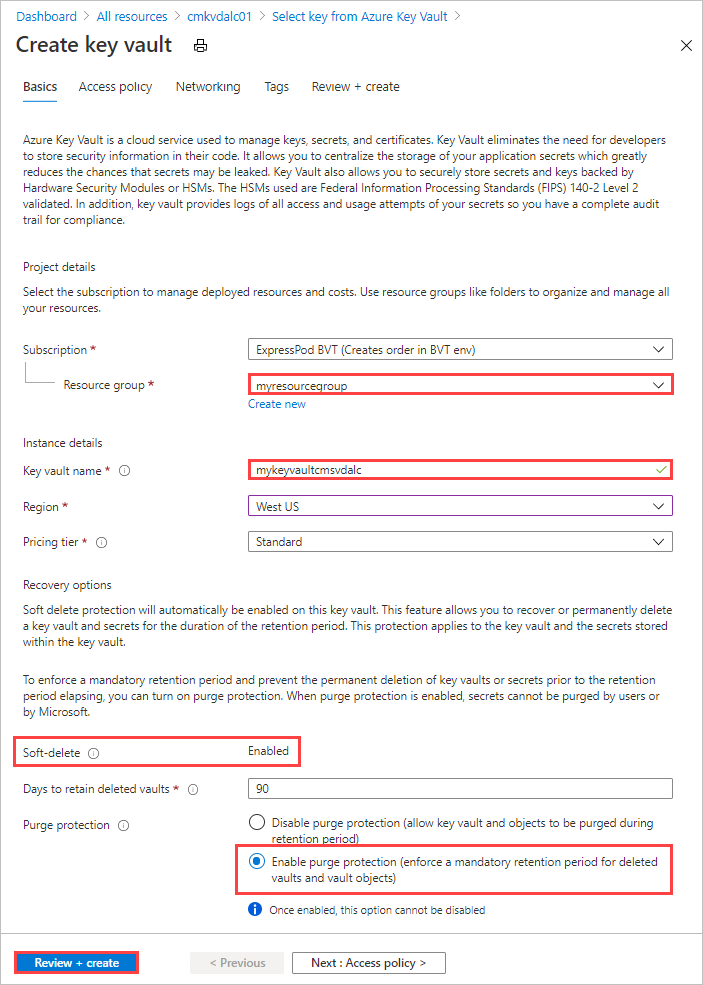 Dashboard > All resources > cmkvdalc01 > Select key from Azure Key Vault >
Create key vault
Basics Access policy Networking Tags Review + create
Azure Key Vault is a cloud service used to manage keys, secrets, and certificates. Key Vault eliminates the need for developers
to store security information in their code. It allows you to centralize the storage of your application secrets which greatly
reduces the chances that secrets may be leaked. Key Vault also allows you to securely store secrets and keys backed by
Hardware Security Modules or HSMs. The HSMs used are Federal Information Processing Standards (FIPS) 140-2 Level 2
validated. In addition, key vault provides logs of all access and usage attempts of your secrets so you have a complete audit
trail for compliance.
Project details
Select the subscription to manage deployed resources and costs. Use resource groups like folders to organize and manage all
your resources.
Subscription * ExpressPod BVT (Creates order in BVT env)
Resource group * myresourcegroup
Create new
Instance details
Key vault name * mykeyvaultcmsvdalc
Region * West US
Pricing tier * Standard
Recovery options
Soft delete protection will automatically be enabled on this key vault. This feature allows you to recover or permanently delete
a key vault and secrets for the duration of the retention period. This protection applies to the key vault and the secrets stored
within the key vault.
To enforce a mandatory retention period and prevent the permanent deletion of key vaults or secrets prior to the retention
period elapsing, you can turn on purge protection. When purge protection is enabled, secrets cannot be purged by users or
by Microsoft.
Soft-delete Enabled
Days to retain deleted vaults * 90
Purge protection Disable purge protection (allow key vault and objects to be purged during
retention period)
Enable purge protection (enforce a mandatory retention period for deleted
vaults and vault objects)
Once enabled, this option cannot be disabled
Review + create < Previous Next : Access policy >